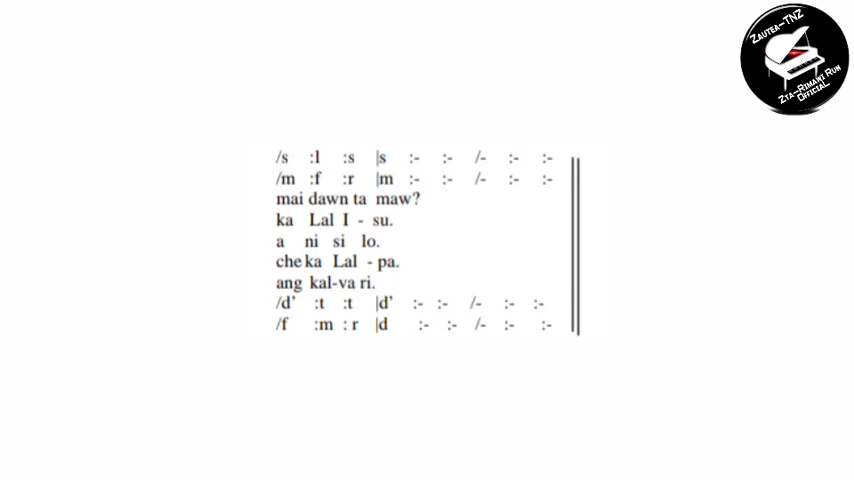 ZAUTEA-TNZ
ZTA-RIMAWI RUN
OFFICIAL
/s :l :s |s :- :- /- :- :-
/m :f :r |m :- :- /- :- :-
mai dawn ta maw?
ka Lal I - su.
a ni si lo.
che ka Lal - pa.
ang kal-va ri.
/d’ :t :t |d’ :- :- /- :- :-
/f :m : r |d :- :- /- :- :-